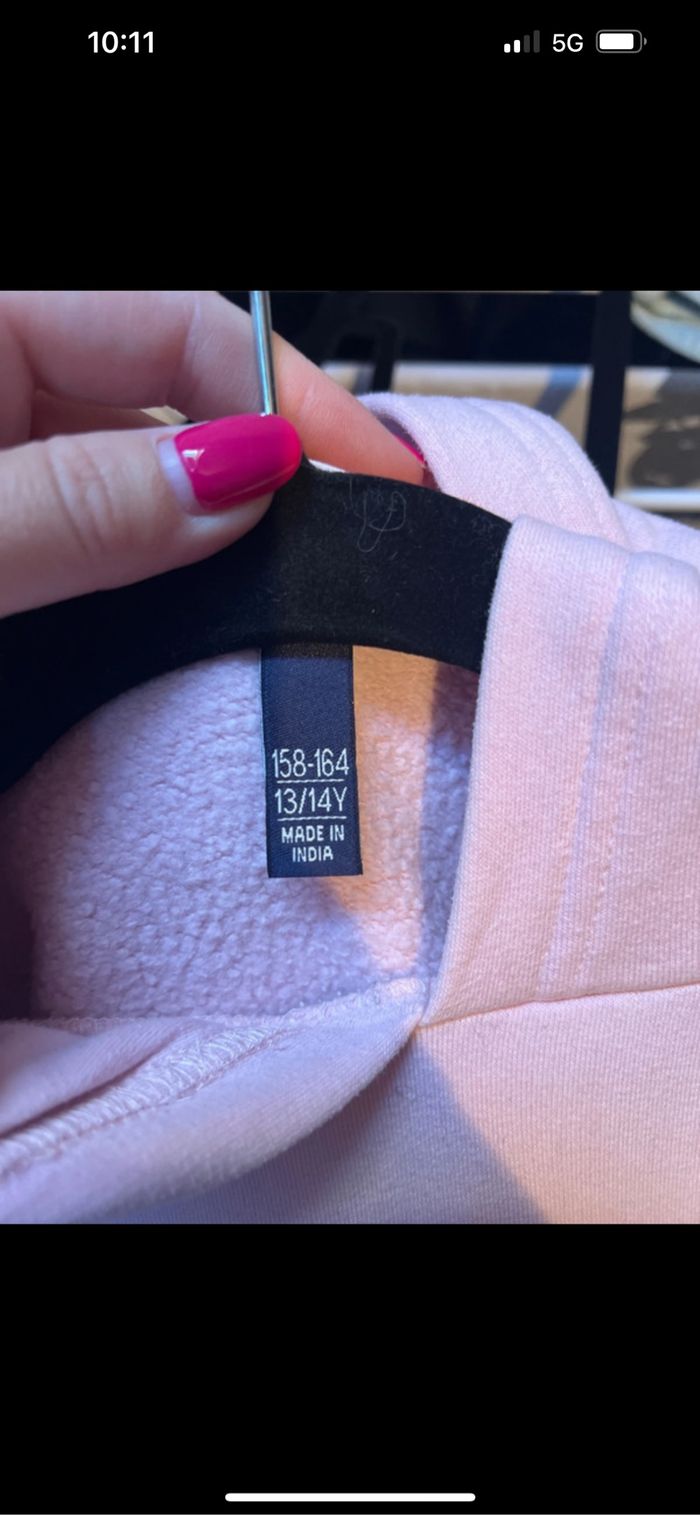 10:11 5G
158-164
13/14Y
MADE IN
INDIA